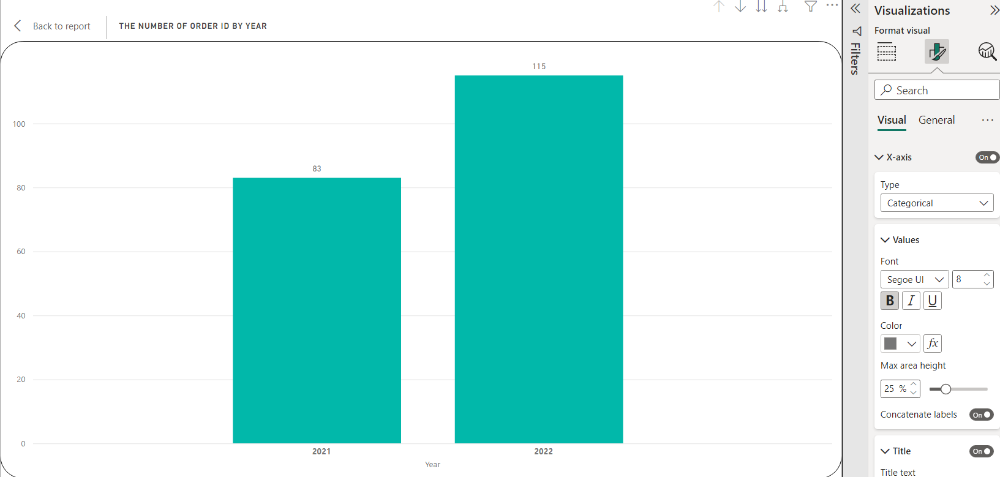 Back to report
THE NUMBER OF ORDER ID BY YEAR
115
100
83
80
60
40
20
0
2021
2022
Year
Filters
Visualizations
Format visual
Search
Visual General
X-axis On
Type
Categorical
Values
Font
Segoe UI 8
B I U
Color
fx
Max area height
25 %
Concatenate labels On
Title On
Title text